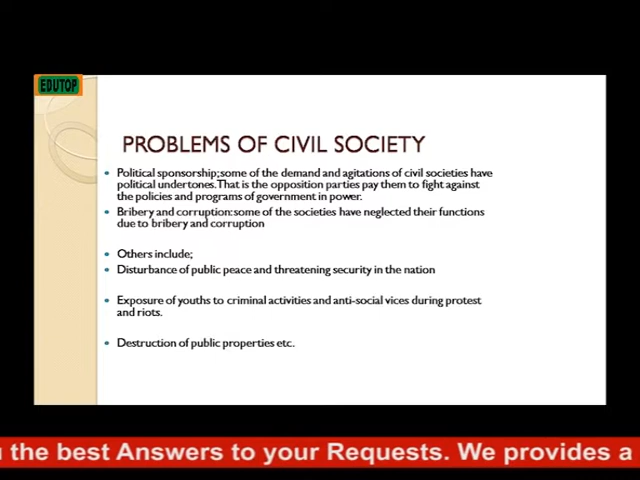 EDUTOP
PROBLEMS OF CIVIL SOCIETY
Political sponsorship;some of the demand and agitations of civil societies have
political undertones.That is the opposition parties pay them to fight against
the policies and programs of government in power.
Bribery and corruption:some of the societies have neglected their functions
due to bribery and corruption
Others include;
Disturbance of public peace and threatening security in the nation
Exposure of youths to criminal activities and anti-social vices during protest
and riots.
Destruction of public properties etc.
the best Answers to your Requests. We provides a